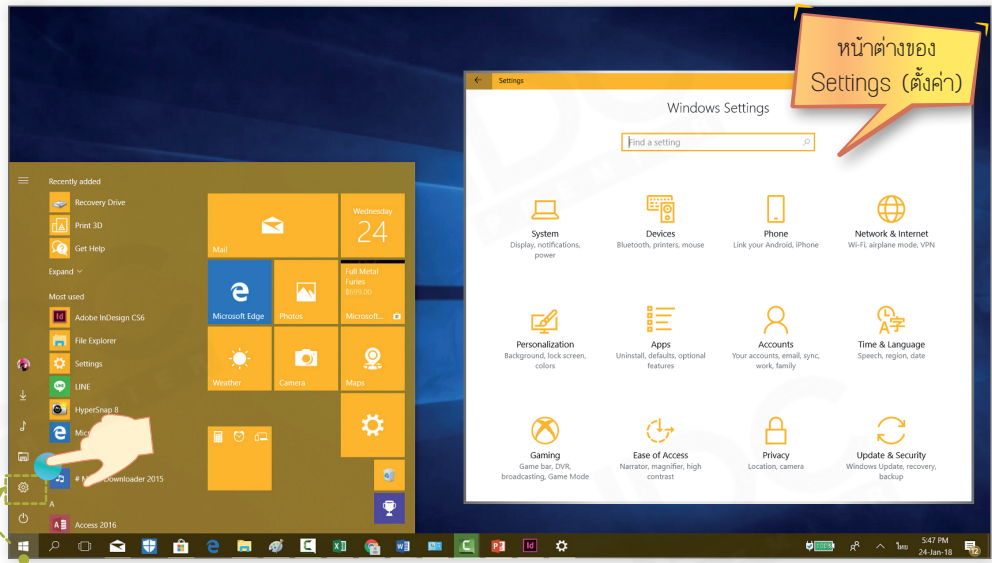 หน้าต่างของ
Settings (ตั้งค่า)
Settings
Windows Settings
Find a setting
System
Display, notifications,
power
Devices
Bluetooth, printers, mouse
Phone
Link your Android, iPhone
Network & Internet
Wi-Fi, airplane mode, VPN
Personalization
Background, lock screen,
colors
Apps
Uninstall, defaults, optional
features
Accounts
Your accounts, email, sync,
work, family
Time & Language
Speech, region, date
Gaming
Game bar, DVR,
broadcasting, Game Mode
Ease of Access
Narrator, magnifier, high
contrast
Privacy
Location, camera
Update & Security
Windows Update, recovery,
backup
Recently added
Recovery Drive
Print 3D
Get Help
Expand
Most used
Adobe InDesign CS6
File Explorer
Settings
LINE
HyperSnap 8
Downloader 2015
A
Access 2016
Mail
Wednesday
24
Microsoft Edge
Photos
Full Metal
Furies
฿699.00
Microsoft...
Weather
Camera
Maps
100%
ไทย
5:47 PM
24-Jan-18
12